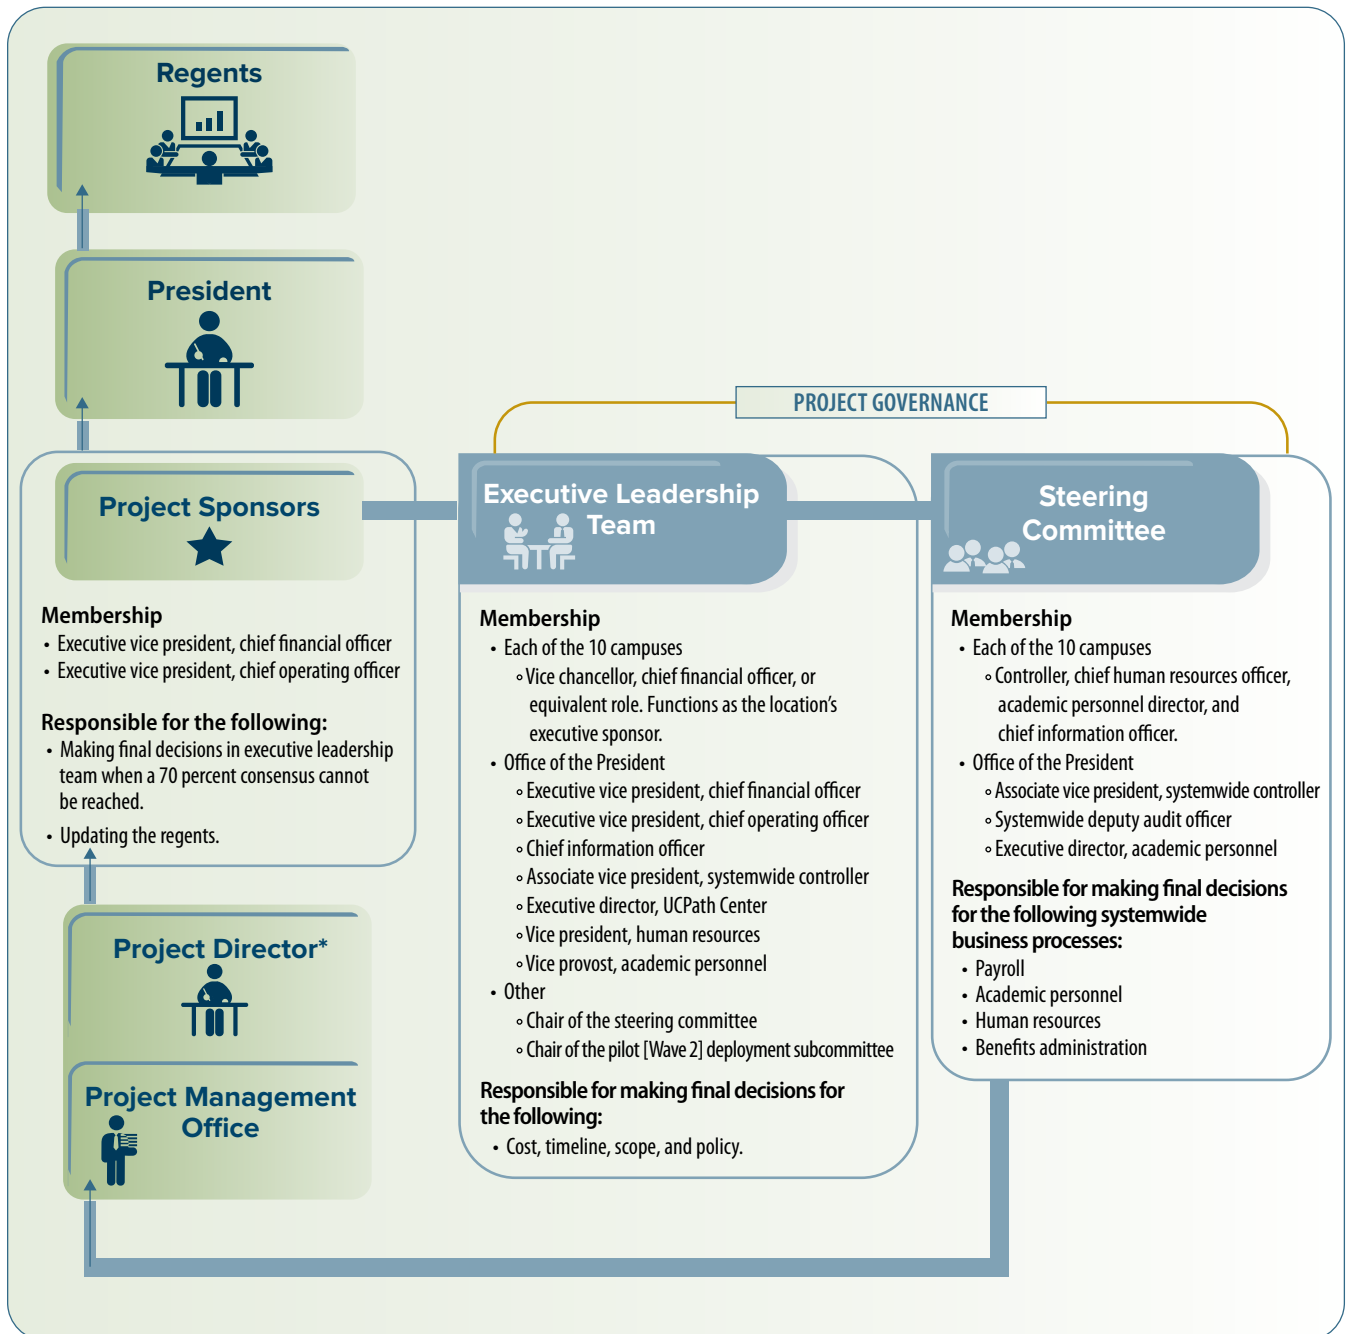 Regents
President
PROJECT GOVERNANCE
Project Sponsors
Membership
• Executive vice president, chief financial officer
• Executive vice president, chief operating officer
Responsible for the following:
• Making final decisions in executive leadership
team when a 70 percent consensus cannot
be reached.
• Updating the regents.
Executive Leadership
Team
Membership
• Each of the 10 campuses
° Vice chancellor, chief financial officer, or
equivalent role. Functions as the location's
executive sponsor.
• Office of the President
° Executive vice president, chief financial officer
° Executive vice president, chief operating officer
° Chief information officer
° Associate vice president, systemwide controller
° Executive director, UCPath Center
° Vice president, human resources
° Vice provost, academic personnel
• Other
° Chair of the steering committee
° Chair of the pilot [Wave 2] deployment subcommittee
Responsible for making final decisions for
the following:
• Cost, timeline, scope, and policy.
Steering
Committee
Membership
• Each of the 10 campuses
° Controller, chief human resources officer,
academic personnel director, and
chief information officer.
• Office of the President
° Associate vice president, systemwide controller
° Systemwide deputy audit officer
° Executive director, academic personnel
Responsible for making final decisions
for the following systemwide
business processes:
• Payroll
• Academic personnel
• Human resources
• Benefits administration
Project Director*
Project Management
Office